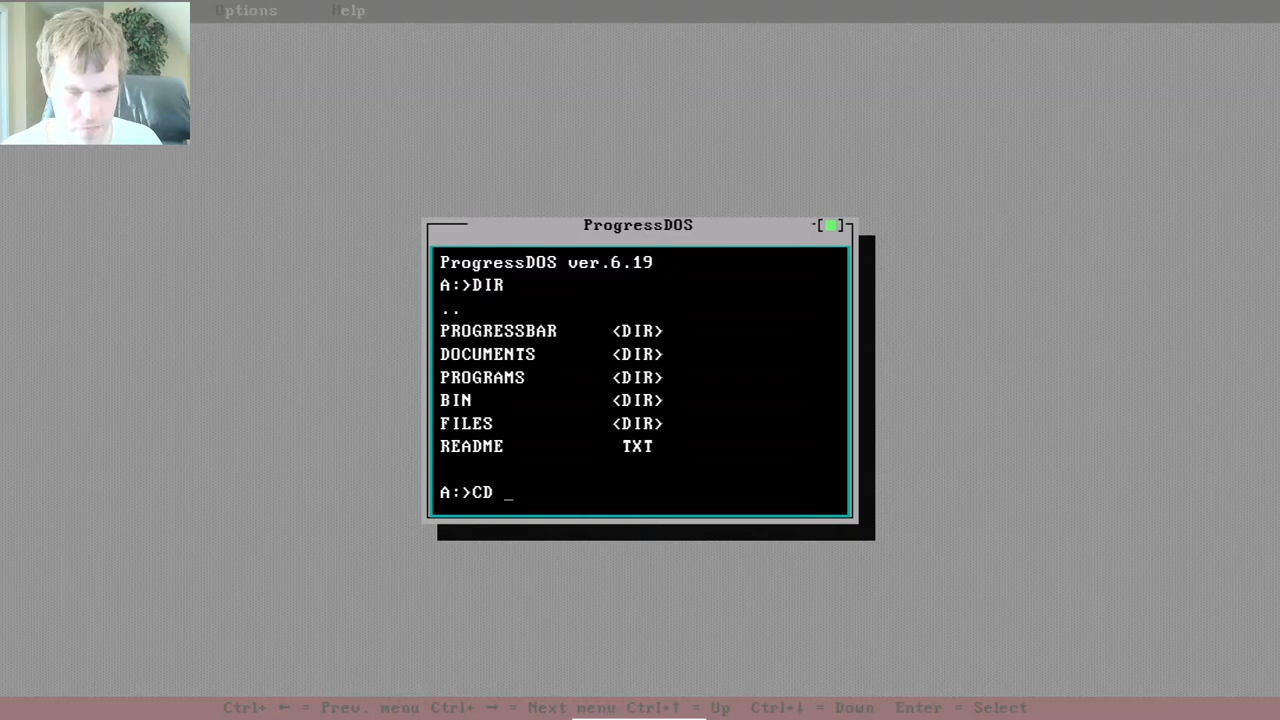 Options Help
ProgressDOS
ProgressDOS ver.6.19
A:>DIR
..
PROGRESSBAR <DIR>
DOCUMENTS <DIR>
PROGRAMS <DIR>
BIN <DIR>
FILES <DIR>
README TXT
A:>CD _
Ctrl+ ← = Prev. menu Ctrl+ → = Next menu Ctrl+↑ = Up Ctrl+↓ = Down Enter = Select